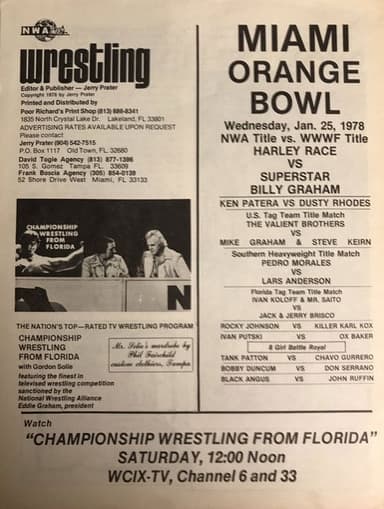 NWA
wrestling
Editor & Publisher — Jerry Prater
Copyright 1978 by Jerry Prater
Printed and Distributed by
Poor Richard's Print Shop (813) 686-8341
1835 North Crystal Lake Dr. Lakeland, FL 33801
ADVERTISING RATES AVAILABLE UPON REQUEST
Please contact
Jerry Prater (904) 542-7515
P.O. Box 1117 Old Town, FL 32680
David Togie Agency (813) 877-1386
105 S. Gomez Tampa FL. 33609
Frank Boscia Agency (305) 854-0139
52 Shore Drive West Miami, FL 33133
CHAMPIONSHIP
WRESTLING
FROM
FLORIDA
N
THE NATION'S TOP—RATED TV WRESTLING PROGRAM
CHAMPIONSHIP
WRESTLING
FROM FLORIDA
with Gordon Solie
featuring the finest in
televised wrestling competition
sanctioned by the
National Wrestling Alliance
Eddie Graham, president
Mr. Solie's wardrobe by
Phil Fairchild
custom clothiers, Tampa
MIAMI
ORANGE
BOWL
Wednesday, Jan. 25, 1978
NWA Title vs. WWWF Title
HARLEY RACE
VS
SUPERSTAR
BILLY GRAHAM
KEN PATERA VS DUSTY RHODES
U.S. Tag Team Title Match
THE VALIENT BROTHERS
VS
MIKE GRAHAM & STEVE KEIRN
Southern Heavyweight Title Match
PEDRO MORALES
VS
LARS ANDERSON
Florida Tag Team Title Match
IVAN KOLOFF & MR. SAITO
VS
JACK & JERRY BRISCO
ROCKY JOHNSON VS KILLER KARL KOX
IVAN PUTSKI VS OX BAKER
8 Girl Battle Royal
TANK PATTON VS CHAVO GURRERO
BOBBY DUNCUM VS DON SERRANO
BLACK ANGUS VS JOHN RUFFIN
Watch
"CHAMPIONSHIP WRESTLING FROM FLORIDA"
SATURDAY, 12:00 Noon
WCIX-TV, Channel 6 and 33